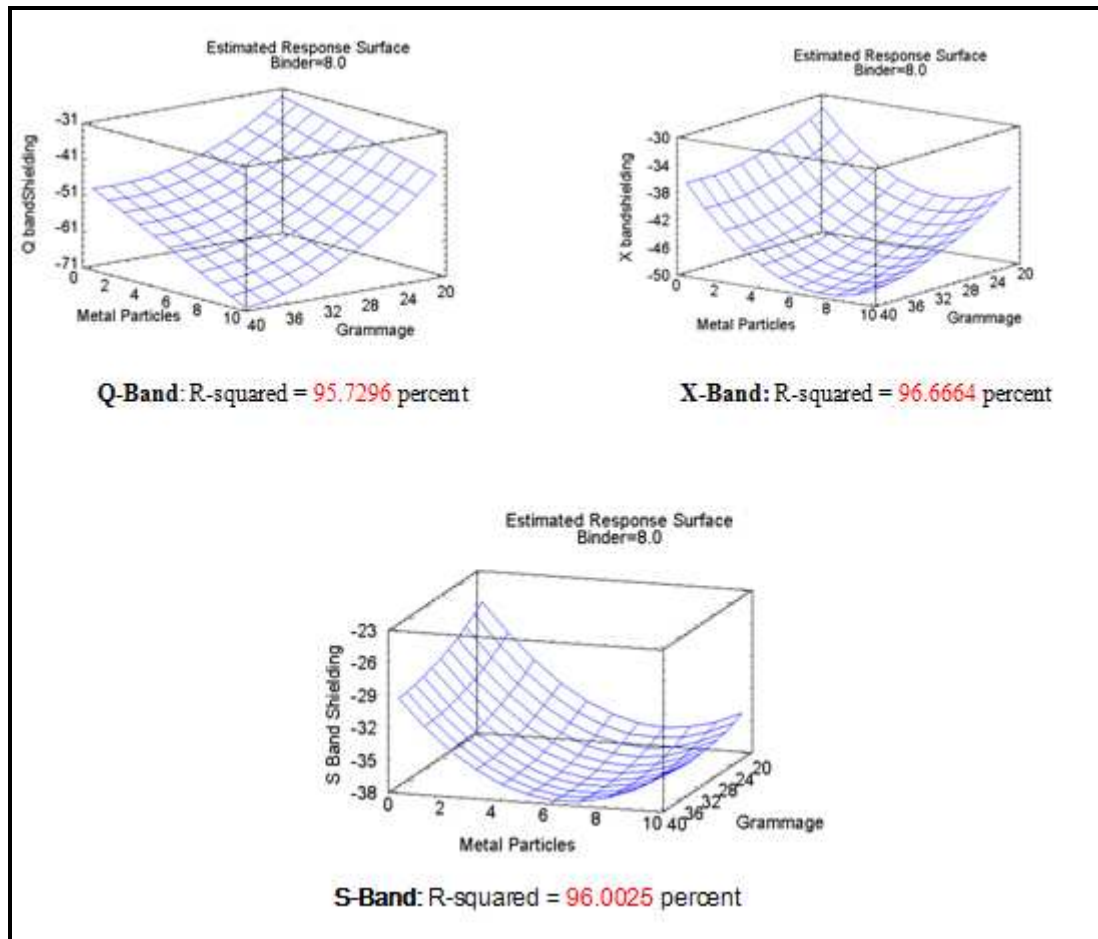 Estimated Response Surface
Binder=8.0
Q bandShielding
-31
-41
-51
-61
-71
0 2 4 6 8 10
Metal Particles
40 36 32 28 24 20
Grammage
Q-Band: R-squared = 95.7296 percent
Estimated Response Surface
Binder=8.0
X bandshielding
-30
-34
-38
-42
-46
-50
0 2 4 6 8 10
Metal Particles
40 36 32 28 24 20
Grammage
X-Band: R-squared = 96.6664 percent
Estimated Response Surface
Binder=8.0
S Band Shielding
-23
-26
-29
-32
-35
-38
0 2 4 6 8 10
Metal Particles
40 36 32 28 24 20
Grammage
S-Band: R-squared = 96.0025 percent